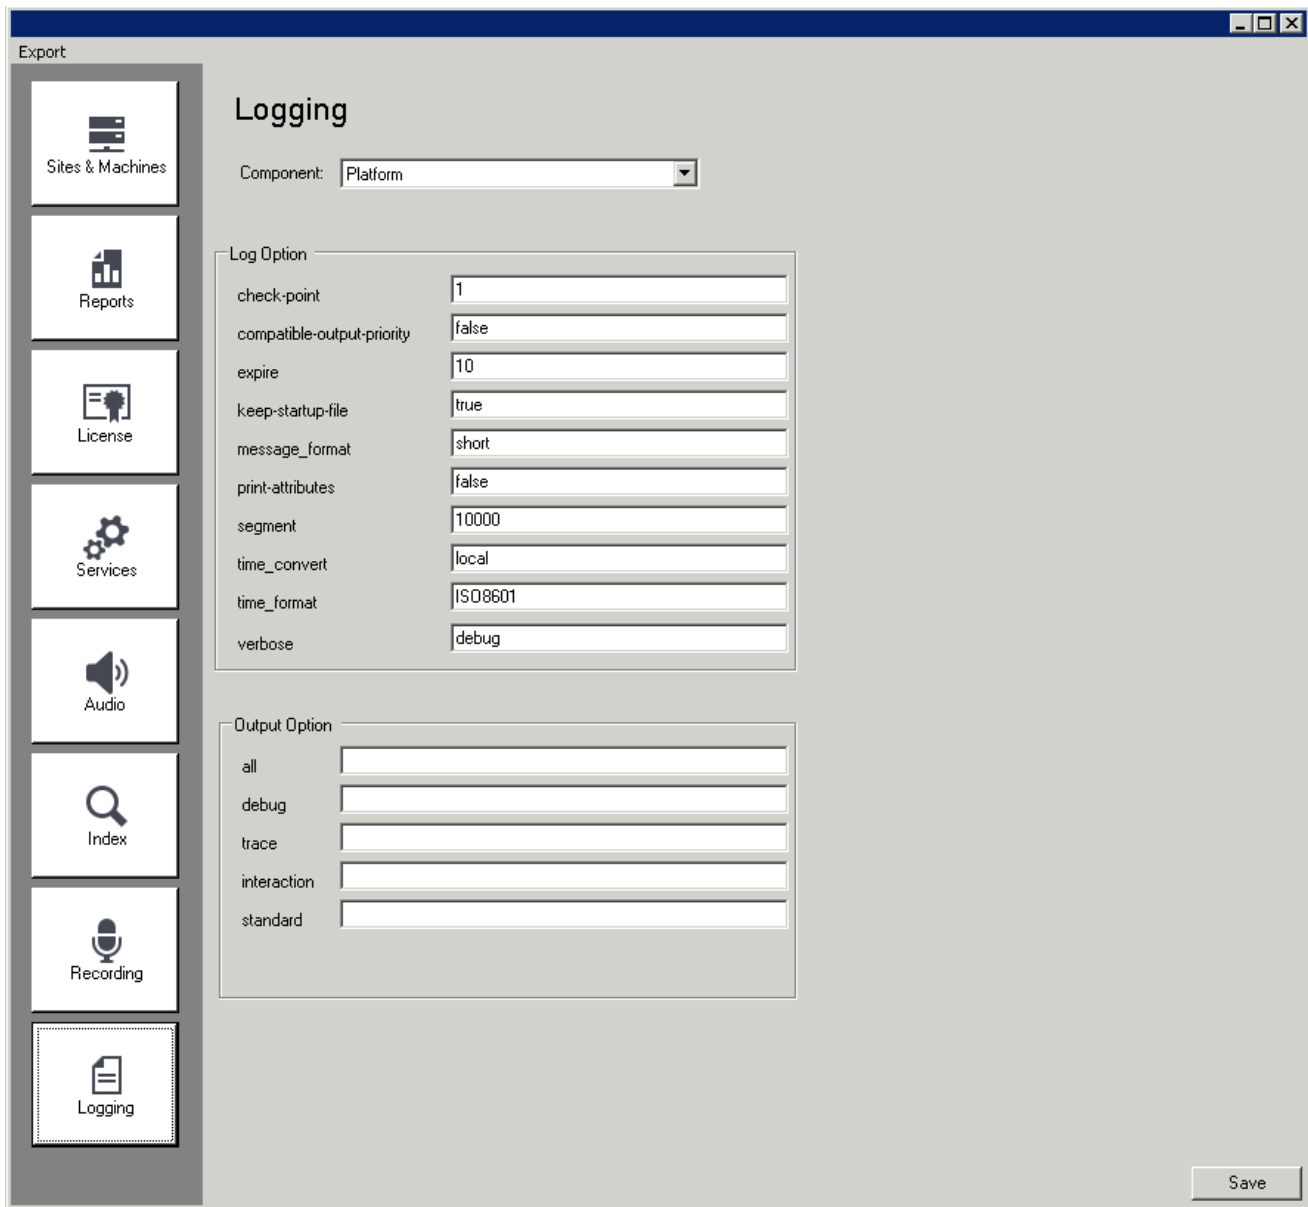 Export
Sites & Machines
Reports
License
Services
Audio
Index
Recording
Logging
Logging
Component: Platform
Log Option
check-point 1
compatible-output-priority false
expire 10
keep-startup-file true
message_format short
print-attributes false
segment 10000
time_convert local
time_format ISO8601
verbose debug
Output Option
all
debug
trace
interaction
standard
Save